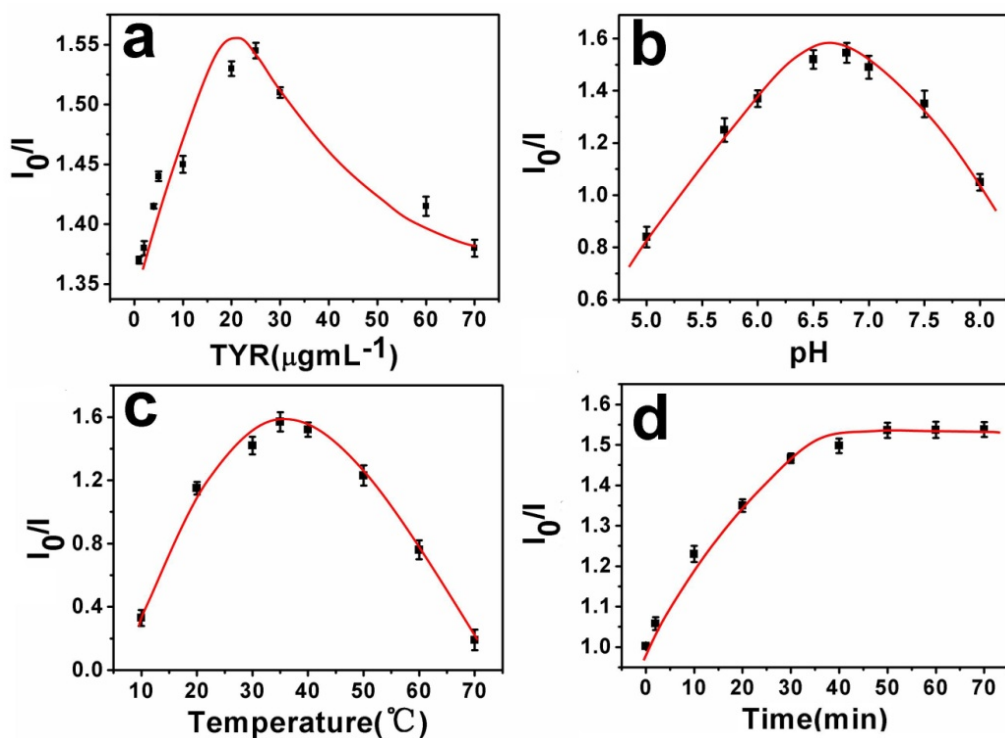 a
1.55
1.50
1.45
1.40
1.35
I0/I
0 10 20 30 40 50 60 70
TYR(μgmL-1)
b
1.6
1.4
1.2
1.0
0.8
0.6
I0/I
5.0 5.5 6.0 6.5 7.0 7.5 8.0
pH
c
1.6
1.2
0.8
0.4
0.0
I0/I
10 20 30 40 50 60 70
Temperature(℃)
d
1.6
1.5
1.4
1.3
1.2
1.1
1.0
I0/I
0 10 20 30 40 50 60 70
Time(min)